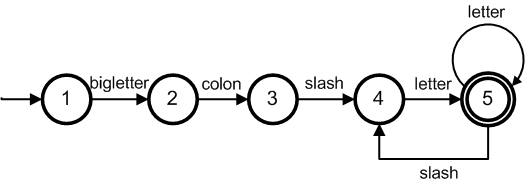 letter
bigletter colon slash letter
1 2 3 4 5
slash